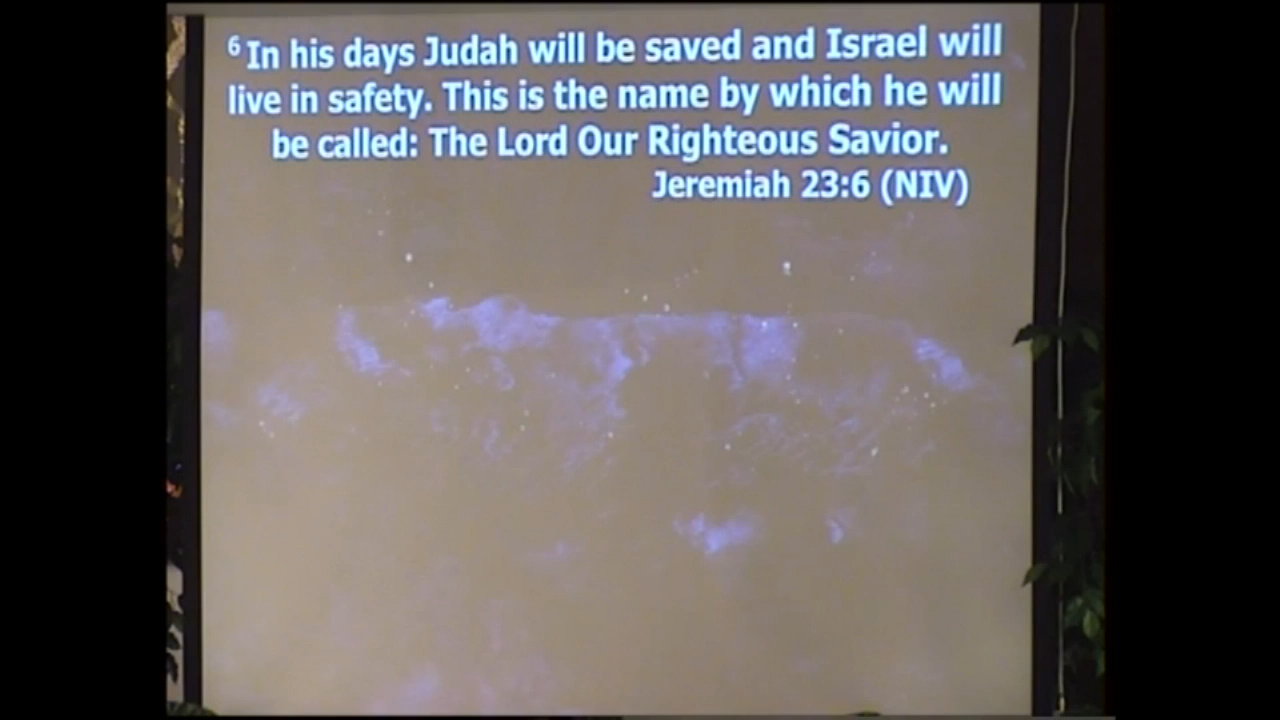 6 In his days Judah will be saved and Israel will
live in safety. This is the name by which he will
be called: The Lord Our Righteous Savior.
Jeremiah 23:6 (NIV)